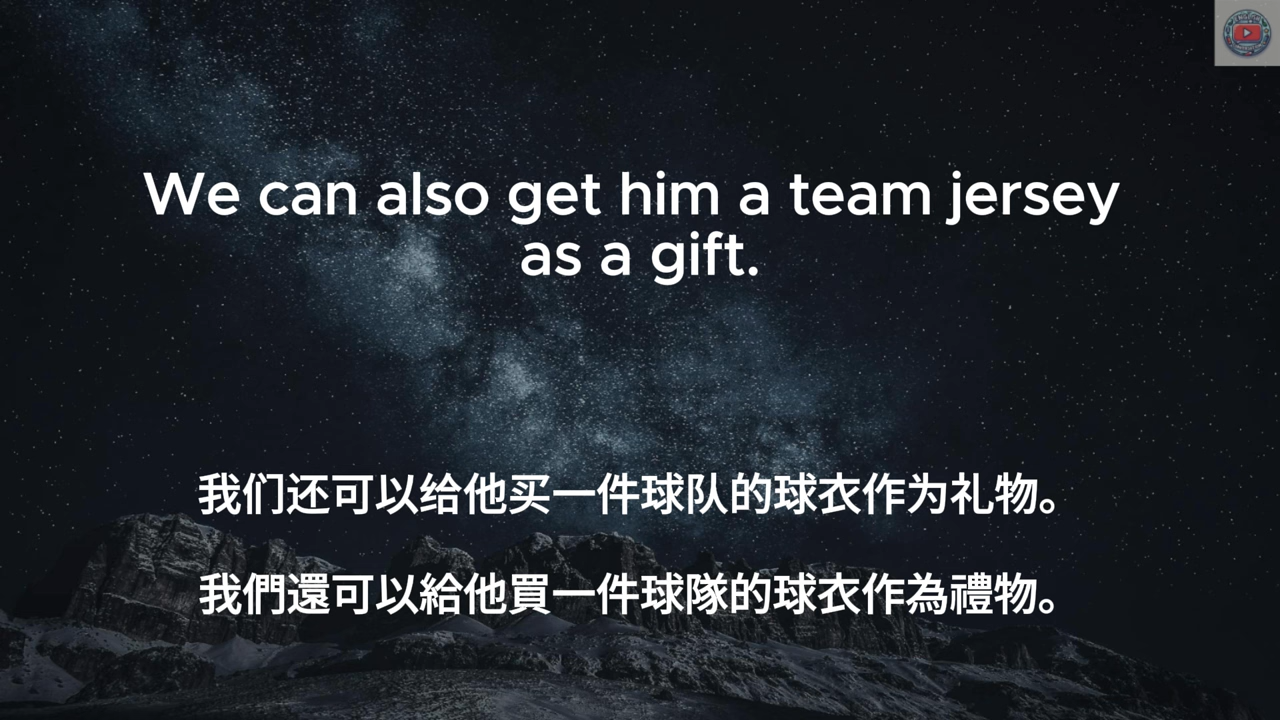 We can also get him a team jersey
as a gift.
我们还可以给他买一件球队的球衣作为礼物。
我們還可以給他買一件球隊的球衣作為禮物。